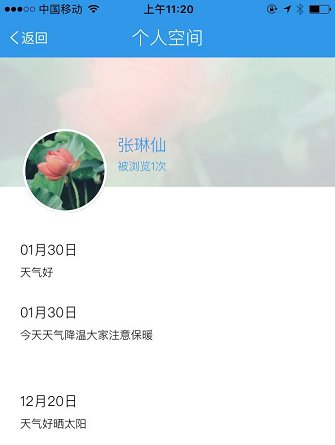 中国移动 上午11:20
返回 个人空间
张琳仙
被浏览1次
01月30日
天气好
01月30日
今天天气降温大家注意保暖
12月20日
天气好晒太阳